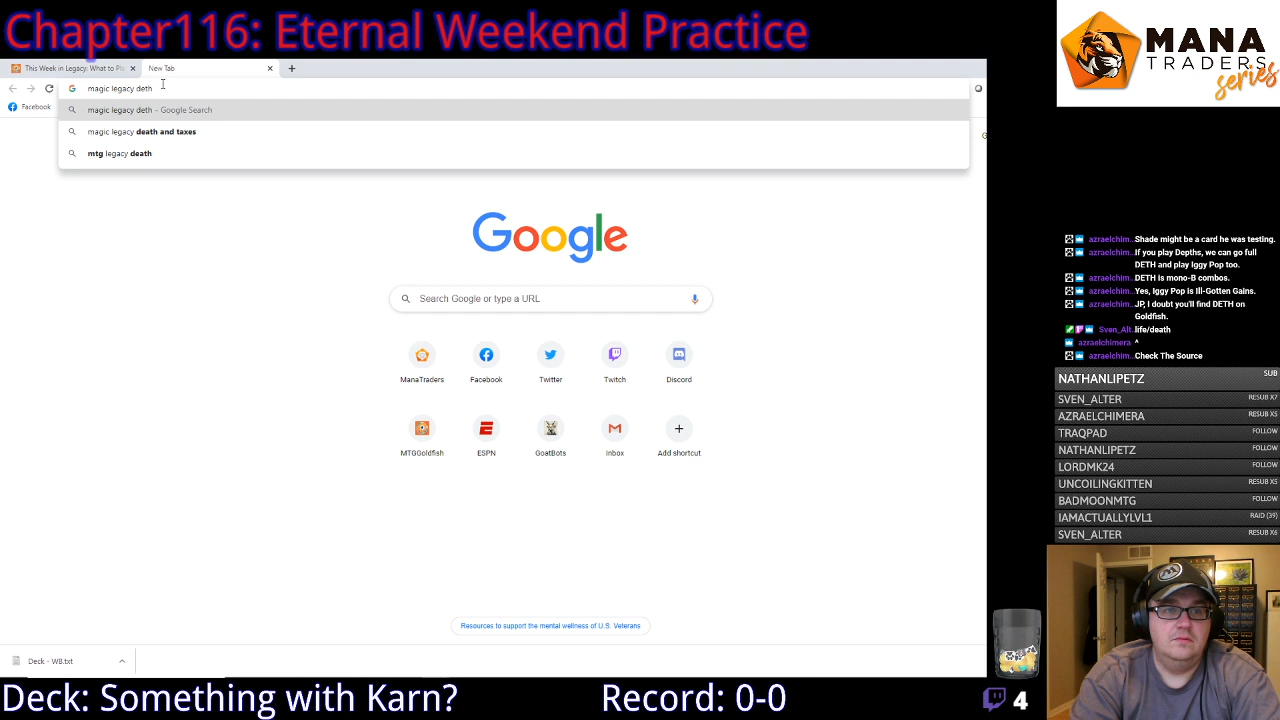 Chapter116: Eternal Weekend Practice
MANA
TRADERS
series
This Week in Legacy: What to Pl
New Tab
magic legacy deth
Facebook
magic legacy deth – Google Search
magic legacy death and taxes
mtg legacy death
Google
Search Google or type a URL
ManaTraders
Facebook
Twitter
Twitch
Discord
MTGGoldfish
ESPN
GoatBots
Inbox
Add shortcut
Resources to support the mental wellness of U.S. Veterans
Deck - WB.txt
azraelchim... Shade might be a card he was testing.
azraelchim... If you play Depths, we can go full
DETH and play Iggy Pop too.
azraelchim... DETH is mono-B combos.
azraelchim... Yes, Iggy Pop is Ill-Gotten Gains.
azraelchim... JP, I doubt you'll find DETH on
Goldfish.
Sven_Alt... life/death
azraelchimera ^
azraelchim... Check The Source
NATHANLIPETZ SUB
SVEN_ALTER RESUB X7
AZRAELCHIMERA RESUB X5
TRAQPAD FOLLOW
NATHANLIPETZ FOLLOW
LORDMK24 FOLLOW
UNCOILINGKITTEN RESUB X5
BADMOONMTG FOLLOW
IAMACTUALLYLVL1 RAID (39)
SVEN_ALTER RESUB X6
Deck: Something with Karn?
Record: 0-0
4